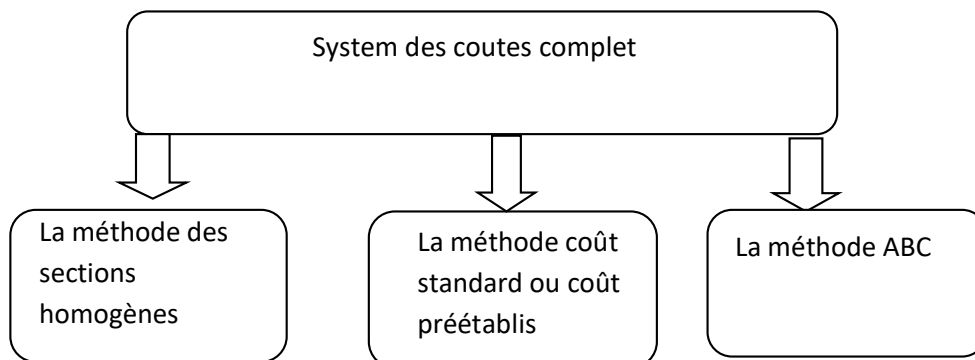 System des coutes complet
La méthode des
sections
homogènes
La méthode coût
standard ou coût
préétablis
La méthode ABC